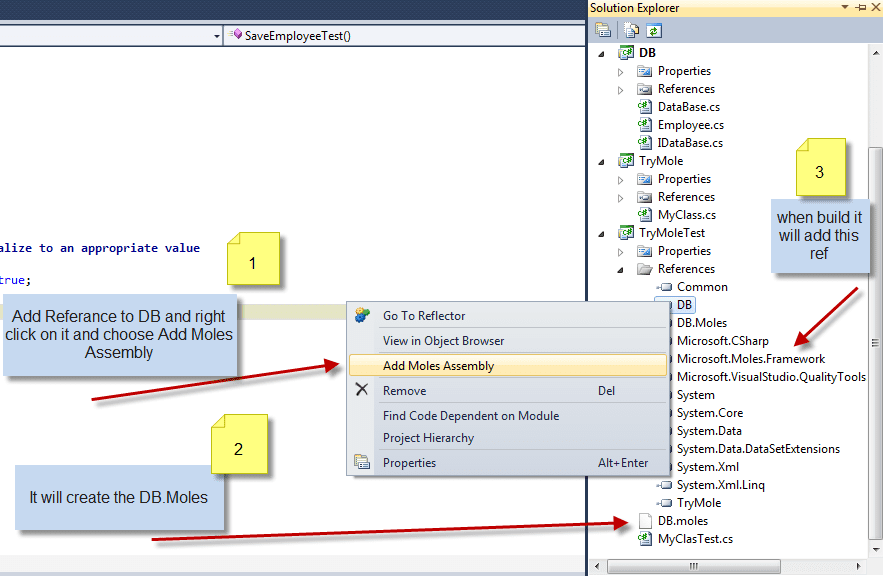 Solution Explorer
SaveEmployeeTest()
DB
Properties
References
DataBase.cs
Employee.cs
IDataBase.cs
TryMole
Properties
References
MyClass.cs
TryMoleTest
Properties
References
Common
DB
DB.Moles
Microsoft.CSharp
Microsoft.Moles.Framework
Microsoft.VisualStudio.QualityTools
System
System.Core
System.Data
System.Data.DataSetExtensions
System.Xml
System.Xml.Linq
TryMole
DB.moles
MyClasTest.cs
3
when build it
will add this
ref
alize to an appropriate value
true;
1
Add Referance to DB and right
click on it and choose Add Moles
Assembly
Go To Reflector
View in Object Browser
Add Moles Assembly
Remove Del
Find Code Dependent on Module
Project Hierarchy
Properties Alt+Enter
2
It will create the DB.Moles